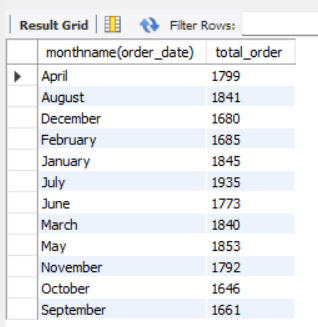 Result Grid Filter Rows:
monthname(order_date) total_order
April 1799
August 1841
December 1680
February 1685
January 1845
July 1935
June 1773
March 1840
May 1853
November 1792
October 1646
September 1661